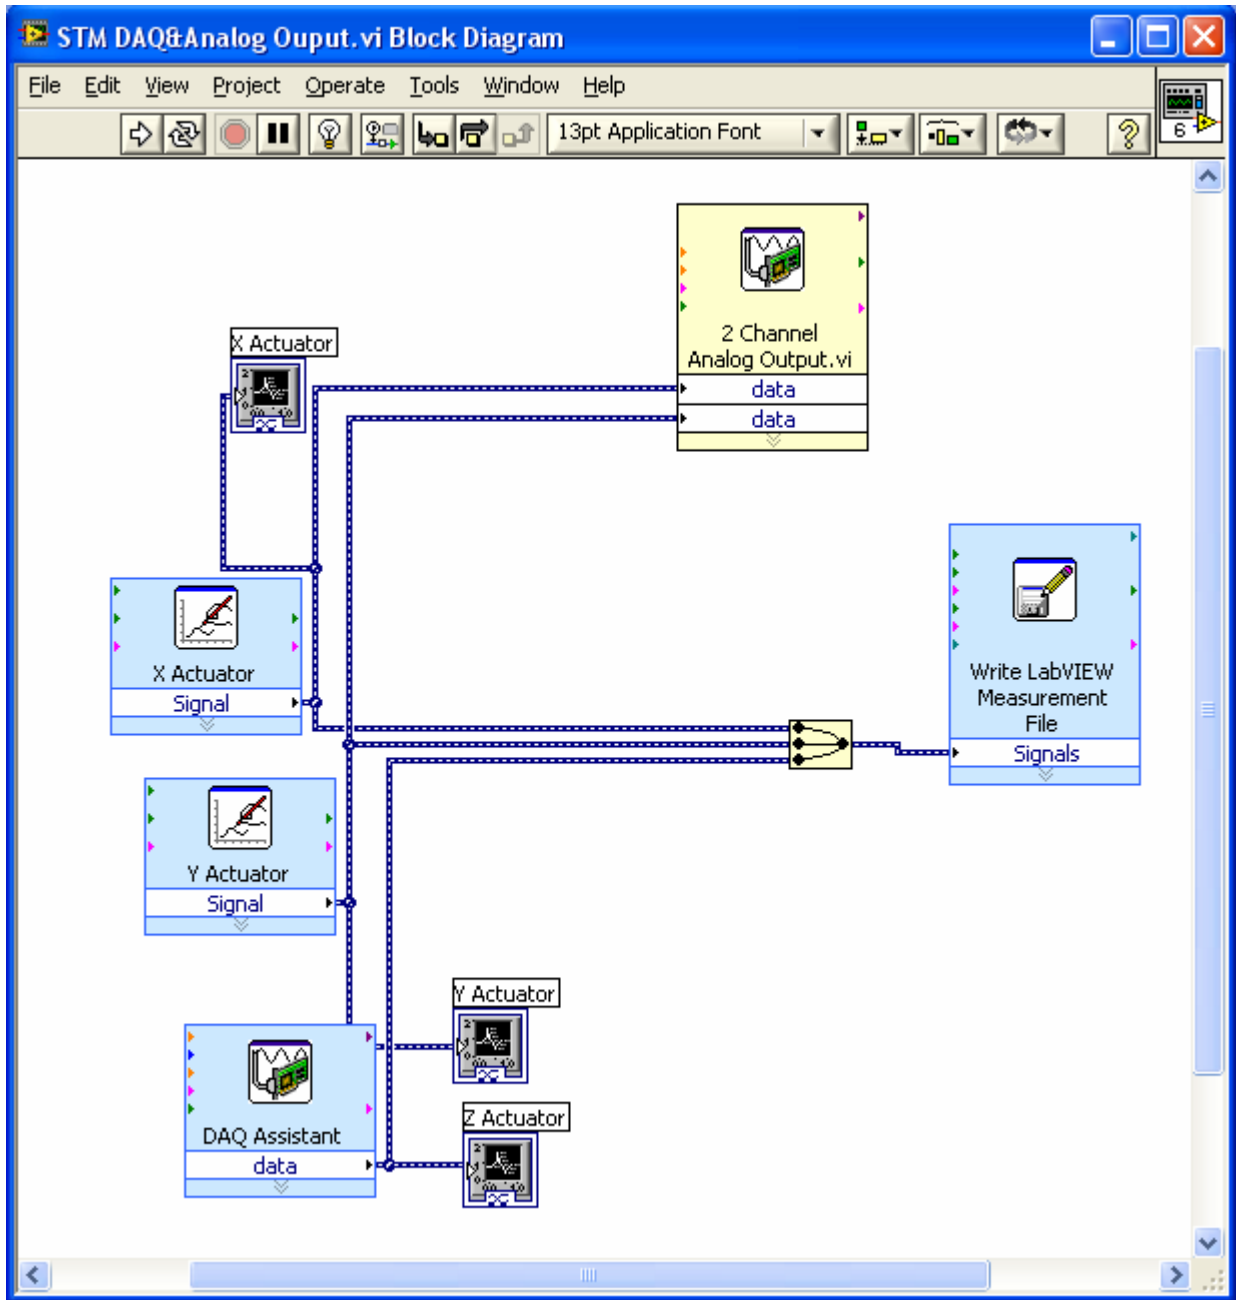 STM DAQ&Analog Ouput.vi Block Diagram
File Edit View Project Operate Tools Window Help
13pt Application Font
6
2 Channel
Analog Output.vi
data
data
X Actuator
X Actuator
Signal
Write LabVIEW
Measurement
File
Signals
Y Actuator
Signal
Y Actuator
DAQ Assistant
data
Z Actuator